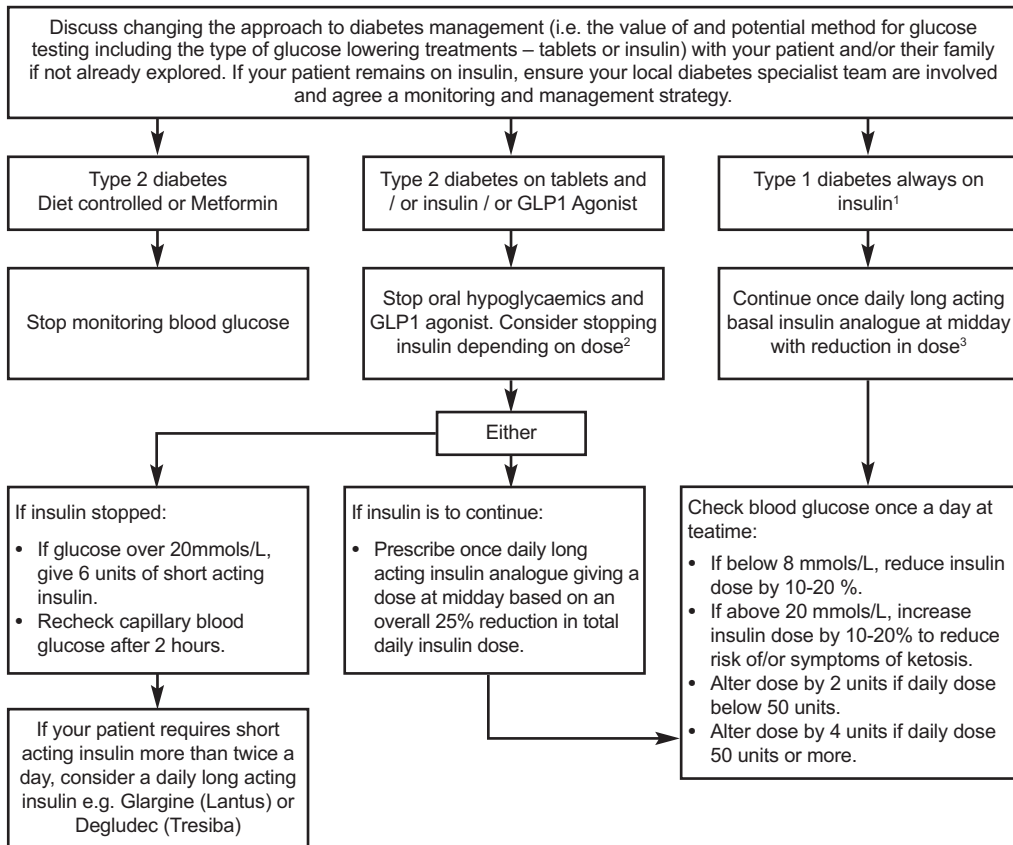 Discuss changing the approach to diabetes management (i.e. the value of and potential method for glucose
testing including the type of glucose lowering treatments – tablets or insulin) with your patient and/or their family
if not already explored. If your patient remains on insulin, ensure your local diabetes specialist team are involved
and agree a monitoring and management strategy.
Type 2 diabetes
Diet controlled or Metformin
Type 2 diabetes on tablets and
/ or insulin / or GLP1 Agonist
Type 1 diabetes always on
insulin¹
Stop monitoring blood glucose
Stop oral hypoglycaemics and
GLP1 agonist. Consider stopping
insulin depending on dose²
Continue once daily long acting
basal insulin analogue at midday
with reduction in dose³
Either
If insulin stopped:
• If glucose over 20mmols/L,
give 6 units of short acting
insulin.
• Recheck capillary blood
glucose after 2 hours.
If insulin is to continue:
• Prescribe once daily long
acting insulin analogue giving a
dose at midday based on an
overall 25% reduction in total
daily insulin dose.
Check blood glucose once a day at
teatime:
• If below 8 mmols/L, reduce insulin
dose by 10-20 %.
• If above 20 mmols/L, increase
insulin dose by 10-20% to reduce
risk of/or symptoms of ketosis.
• Alter dose by 2 units if daily dose
below 50 units.
• Alter dose by 4 units if daily dose
50 units or more.
If your patient requires short
acting insulin more than twice a
day, consider a daily long acting
insulin e.g. Glargine (Lantus) or
Degludec (Tresiba)